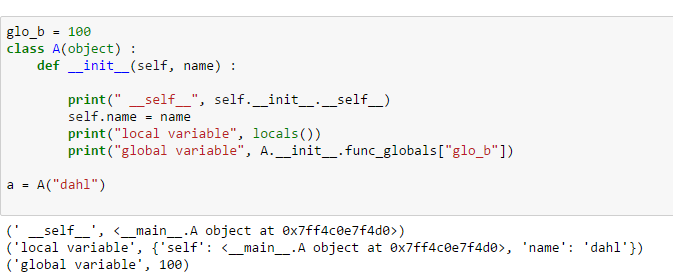 glo_b = 100
class A(object) :
    def __init__(self, name) :
        print(" __self__", self.__init__.__self__)
        self.name = name
        print("local variable", locals())
        print("global variable", A.__init__.func_globals["glo_b"])
a = A("dahl")
(' __self__', <__main__.A object at 0x7ff4c0e7f4d0>)
('local variable', {'self': <__main__.A object at 0x7ff4c0e7f4d0>, 'name': 'dahl'})
('global variable', 100)